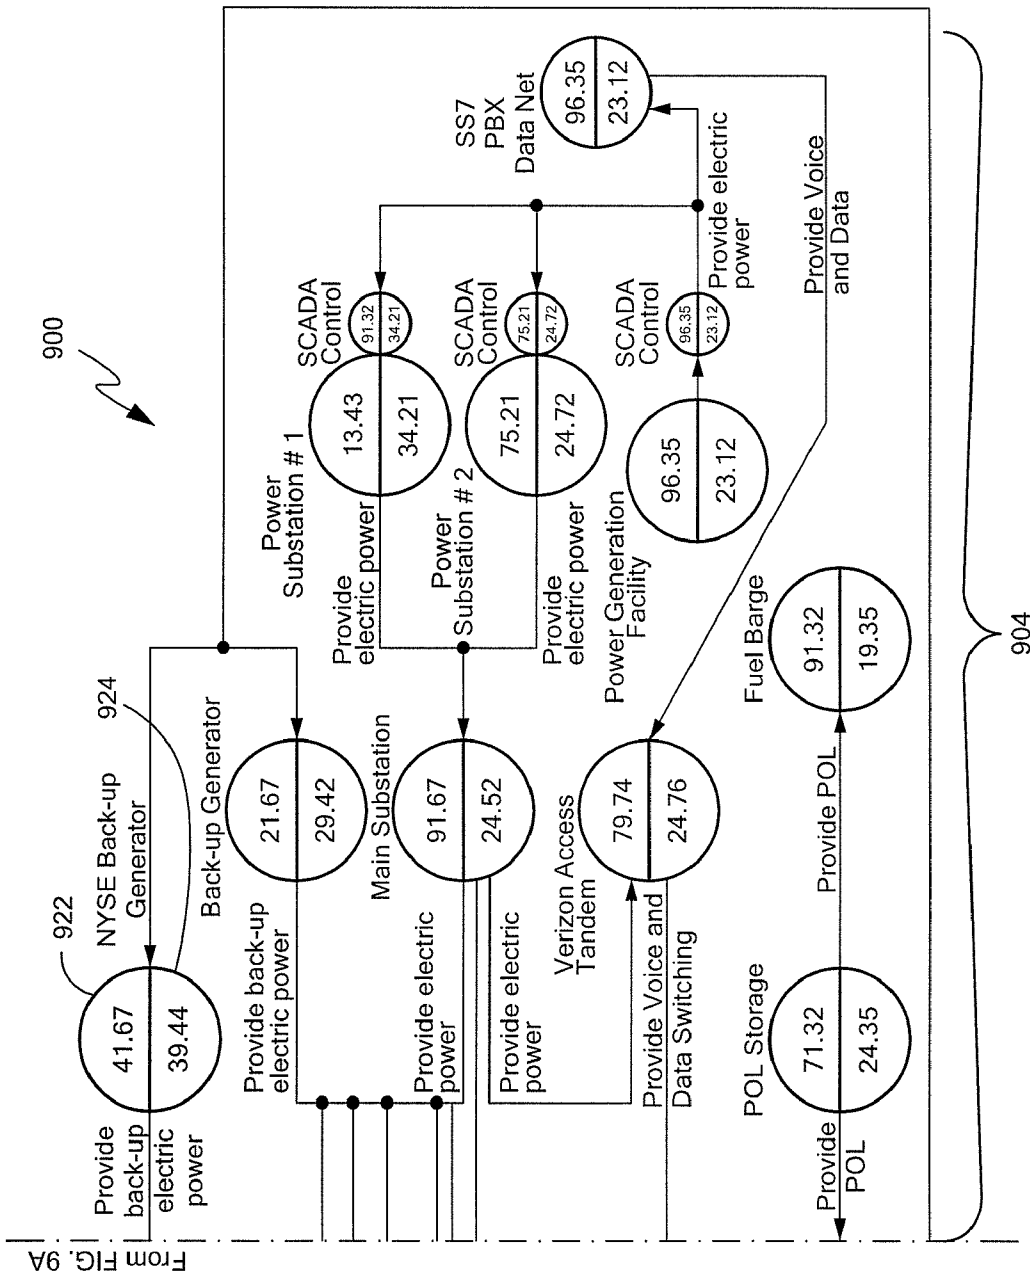 900
SS7
PBX
Data Net
96.35
23.12
SCADA
Control
91.32
34.21
SCADA
Control
75.21
24.72
SCADA
Control
96.35
23.12
Provide electric
power
Provide Voice
and Data
Power
Substation # 1
13.43
34.21
Provide
electric power
Power
Substation # 2
75.21
24.72
Provide
electric power
Power Generation
Facility
96.35
23.12
Fuel Barge
91.32
19.35
904
922
924
NYSE Back-up
Generator
41.67
39.44
Provide
back-up
electric
power
Back-up Generator
21.67
29.42
Provide back-up
electric power
Main Substation
91.67
24.52
Provide electric
power
Provide electric
power
Verizon Access
Tandem
79.74
24.76
Provide Voice and
Data Switching
Provide POL
POL Storage
71.32
24.35
Provide
POL
From FIG. 9A